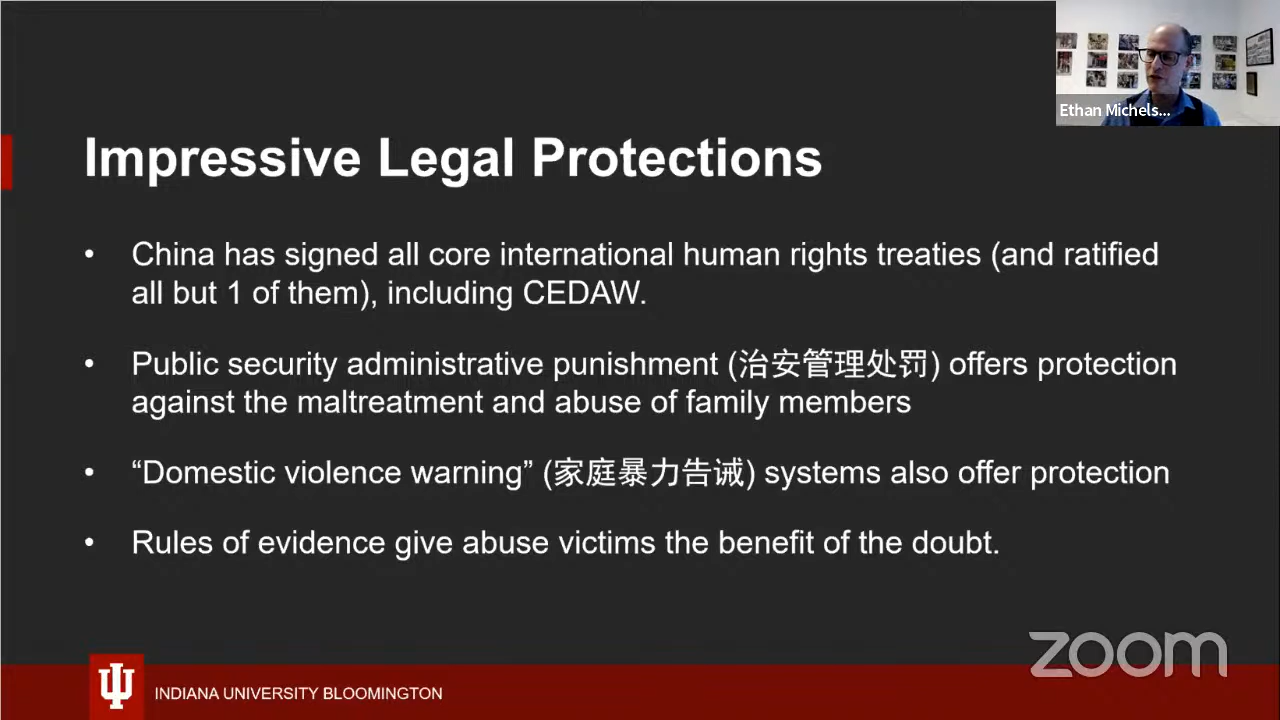 Ethan Michels...
Impressive Legal Protections
• China has signed all core international human rights treaties (and ratified
all but 1 of them), including CEDAW.
• Public security administrative punishment (治安管理处罚) offers protection
against the maltreatment and abuse of family members
• “Domestic violence warning” (家庭暴力告诫) systems also offer protection
• Rules of evidence give abuse victims the benefit of the doubt.
zoom
INDIANA UNIVERSITY BLOOMINGTON